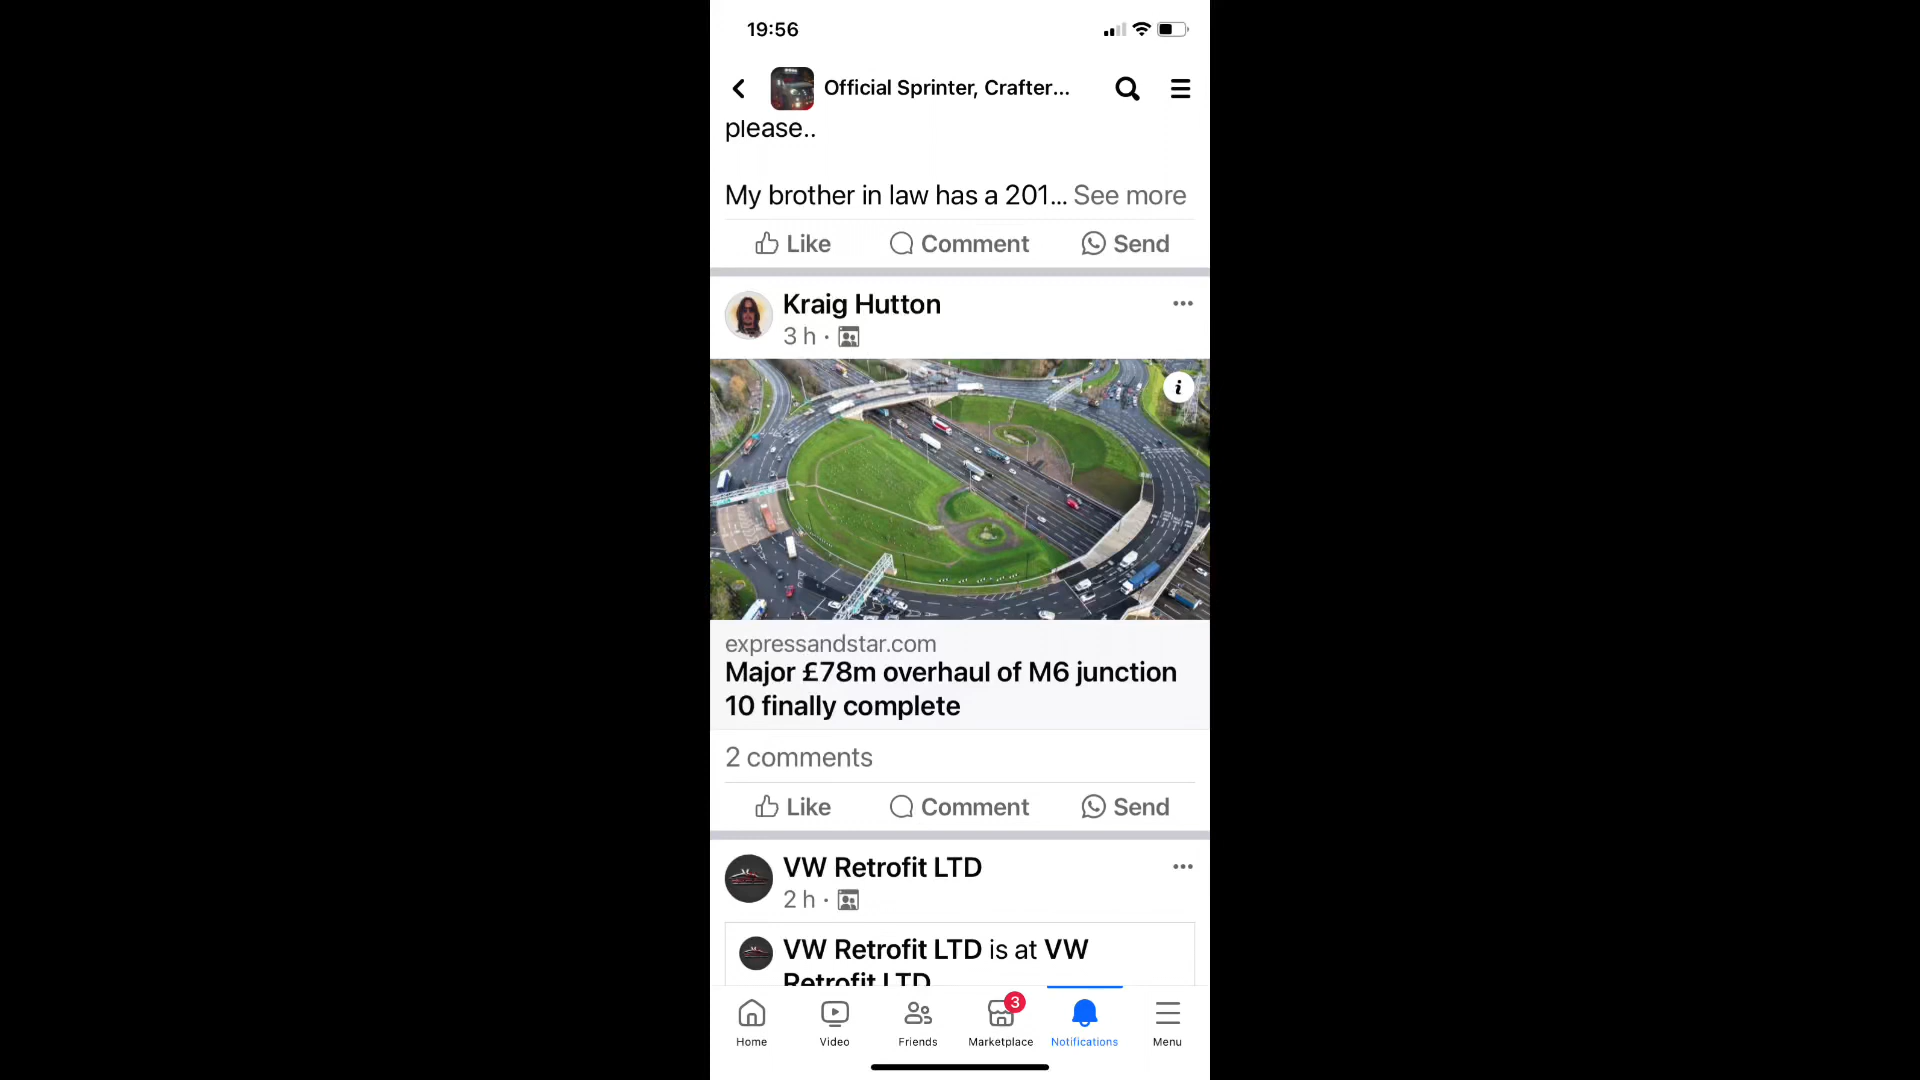 19:56
Official Sprinter, Crafter...
please..
My brother in law has a 201... See more
Like Comment Send
Kraig Hutton
3 h ·
expressandstar.com
Major £78m overhaul of M6 junction
10 finally complete
2 comments
Like Comment Send
VW Retrofit LTD
2 h ·
VW Retrofit LTD is at VW
Retrofit LTD
3
Home Video Friends Marketplace Notifications Menu